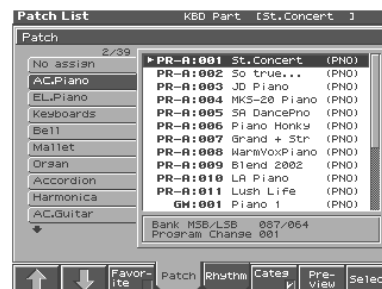 Patch List KBD Part [St.Concert ]
Patch
2/39
No assign
AC.Piano
EL.Piano
Keyboards
Bell
Mallet
Organ
Accordion
Harmonica
AC.Guitar
PR-A:001 St.Concert (PNO)
PR-A:002 So true... (PNO)
PR-A:003 JD Piano (PNO)
PR-A:004 MKS-20 Piano (PNO)
PR-A:005 SA DancePno (PNO)
PR-A:006 Piano Honky (PNO)
PR-A:007 Grand + Str (PNO)
PR-A:008 WarmVoxPiano (PNO)
PR-A:009 Blend 2002 (PNO)
PR-A:010 LA Piano (PNO)
PR-A:011 Lush Life (PNO)
GM:001 Piano 1 (PNO)
Bank MSB/LSB 087/064
Program Change 001
Favor-
ite
Patch
Rhythm
Categ
Pre-
view
Selec